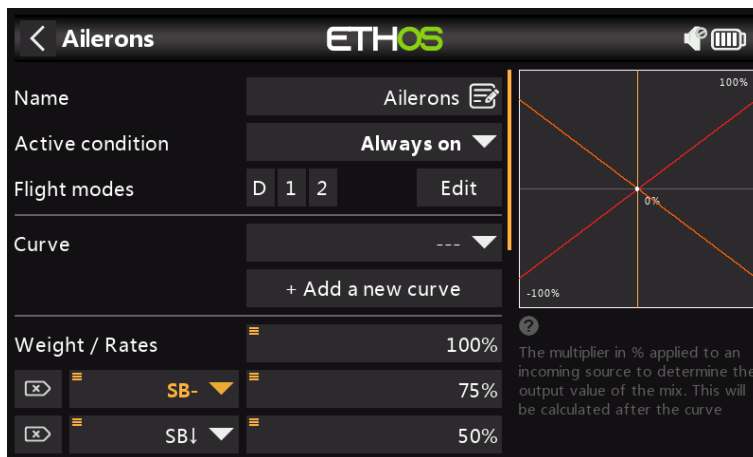 Ailerons
ETHOS
Name
Ailerons
Active condition
Always on
Flight modes
D 1 2
Edit
Curve
---
+ Add a new curve
Weight / Rates
100%
SB-
75%
SB↓
50%
100%
0%
-100%
?
The multiplier in % applied to an
incoming source to determine the
output value of the mix. This will
be calculated after the curve